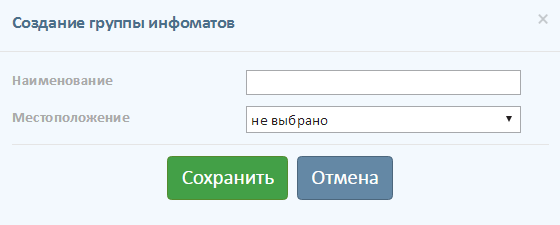 Создание группы инфоматов
Наименование
Местоположение
не выбрано
Сохранить Отмена